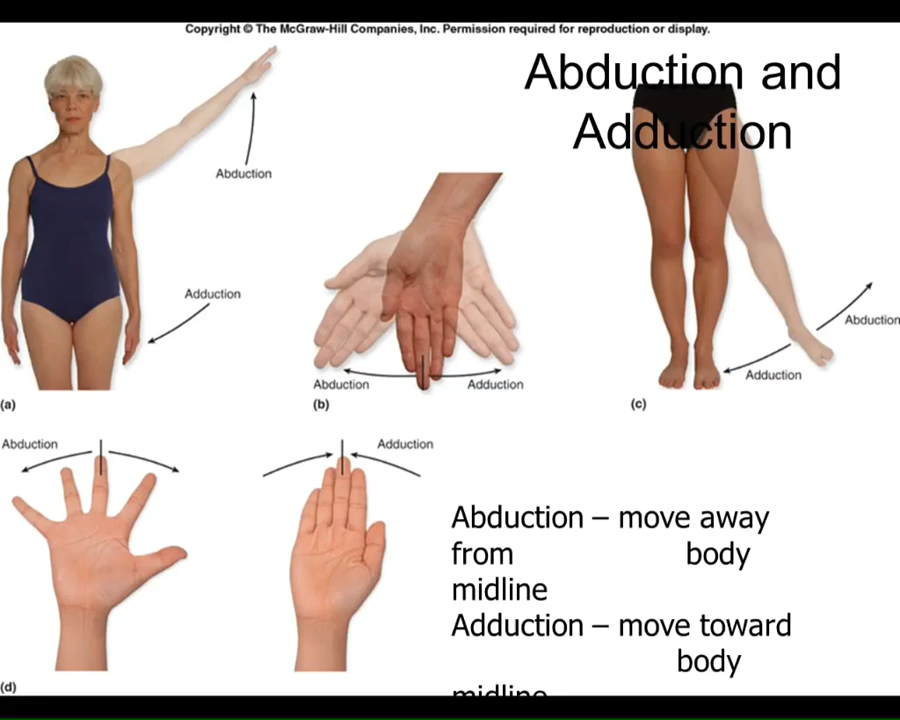 Copyright © The McGraw-Hill Companies, Inc. Permission required for reproduction or display.
Abduction and
Adduction
Abduction
Adduction
(a)
Abduction
Adduction
(b)
Abduction
Adduction
(c)
Abduction
Adduction
(d)
Abduction – move away
from body
midline
Adduction – move toward
body
midline